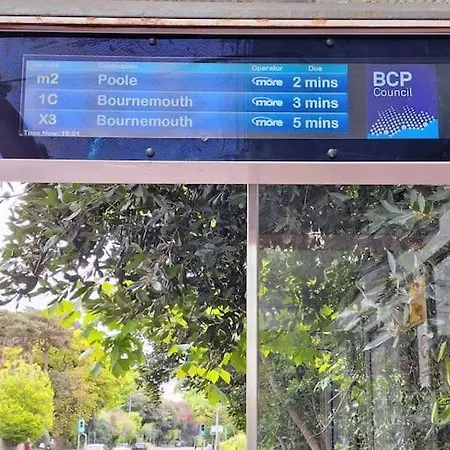 Service Destination Operator Due
m2 Poole more 2 mins
1C Bournemouth more 3 mins
X3 Bournemouth more 5 mins
Time Now: 15:01
BCP
Council